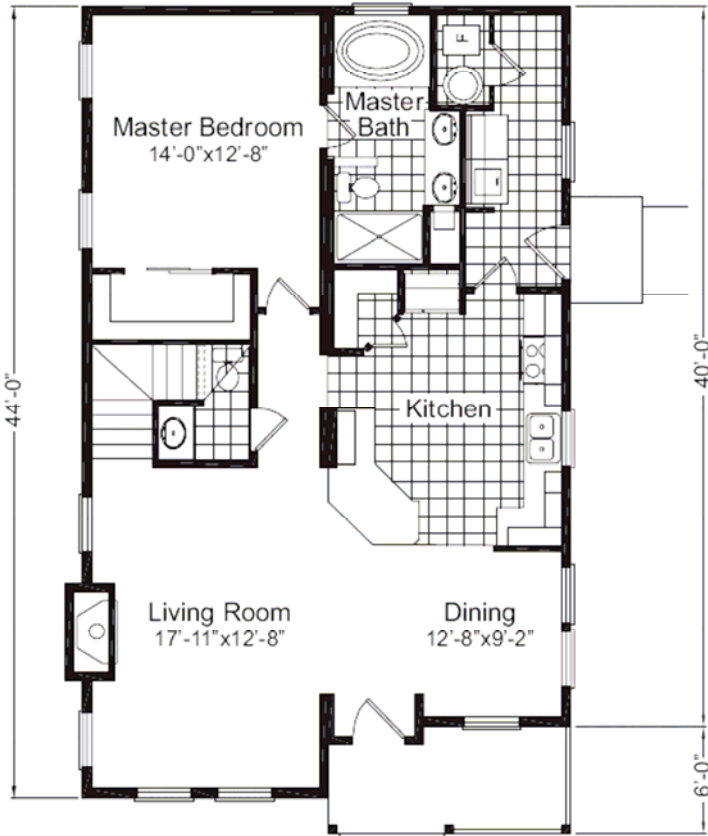 Master Bedroom
14'-0"x12'-8"
Master
Bath
44'-0"
40'-0"
Kitchen
Living Room
17'-11"x12'-8"
Dining
12'-8"x9'-2"
6'-0"